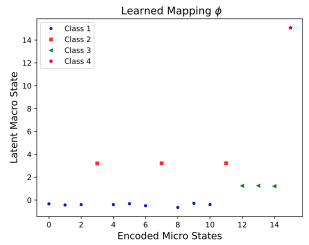 Learned Mapping ϕ
Class 1
Class 2
Class 3
Class 4
14
12
10
8
6
4
2
0
Latent Macro State
0 2 4 6 8 10 12 14
Encoded Micro States